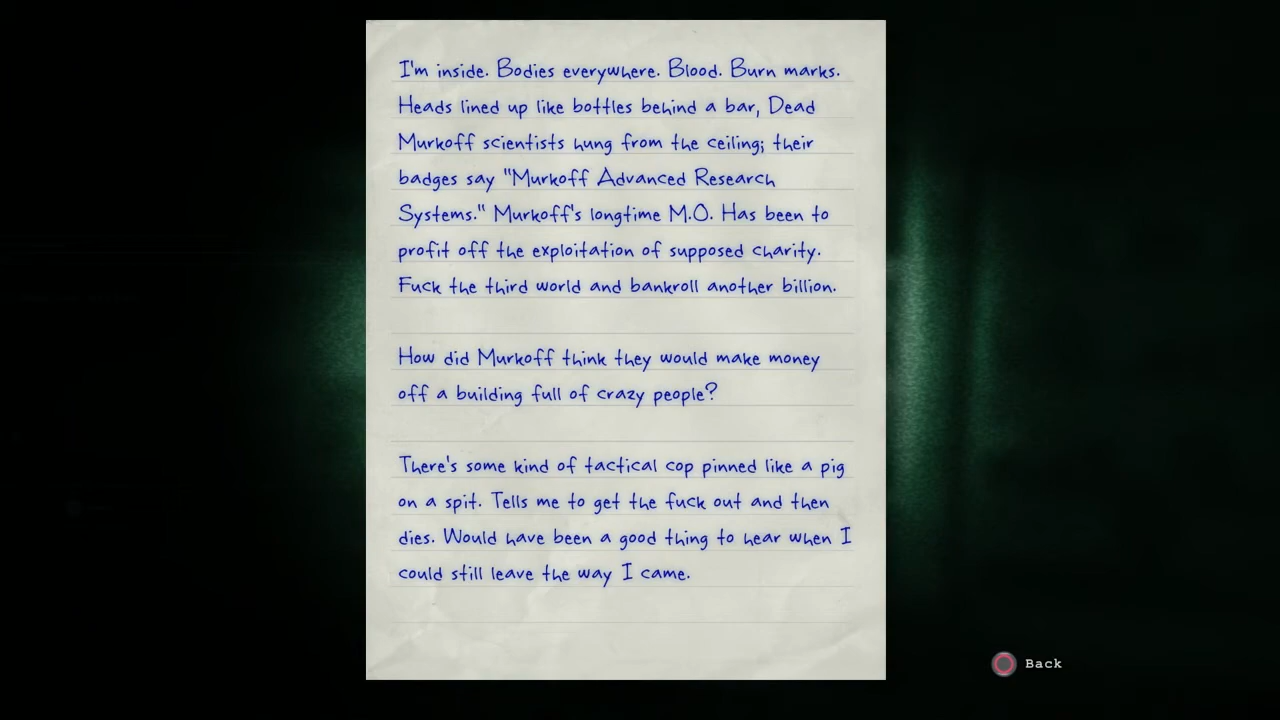 I'm inside. Bodies everywhere. Blood. Burn marks.
Heads lined up like bottles behind a bar, Dead
Murkoff scientists hung from the ceiling; their
badges say "Murkoff Advanced Research
Systems." Murkoff's longtime M.O. Has been to
profit off the exploitation of supposed charity.
Fuck the third world and bankroll another billion.
How did Murkoff think they would make money
off a building full of crazy people?
There's some kind of tactical cop pinned like a pig
on a spit. Tells me to get the fuck out and then
dies. Would have been a good thing to hear when I
could still leave the way I came.
Back